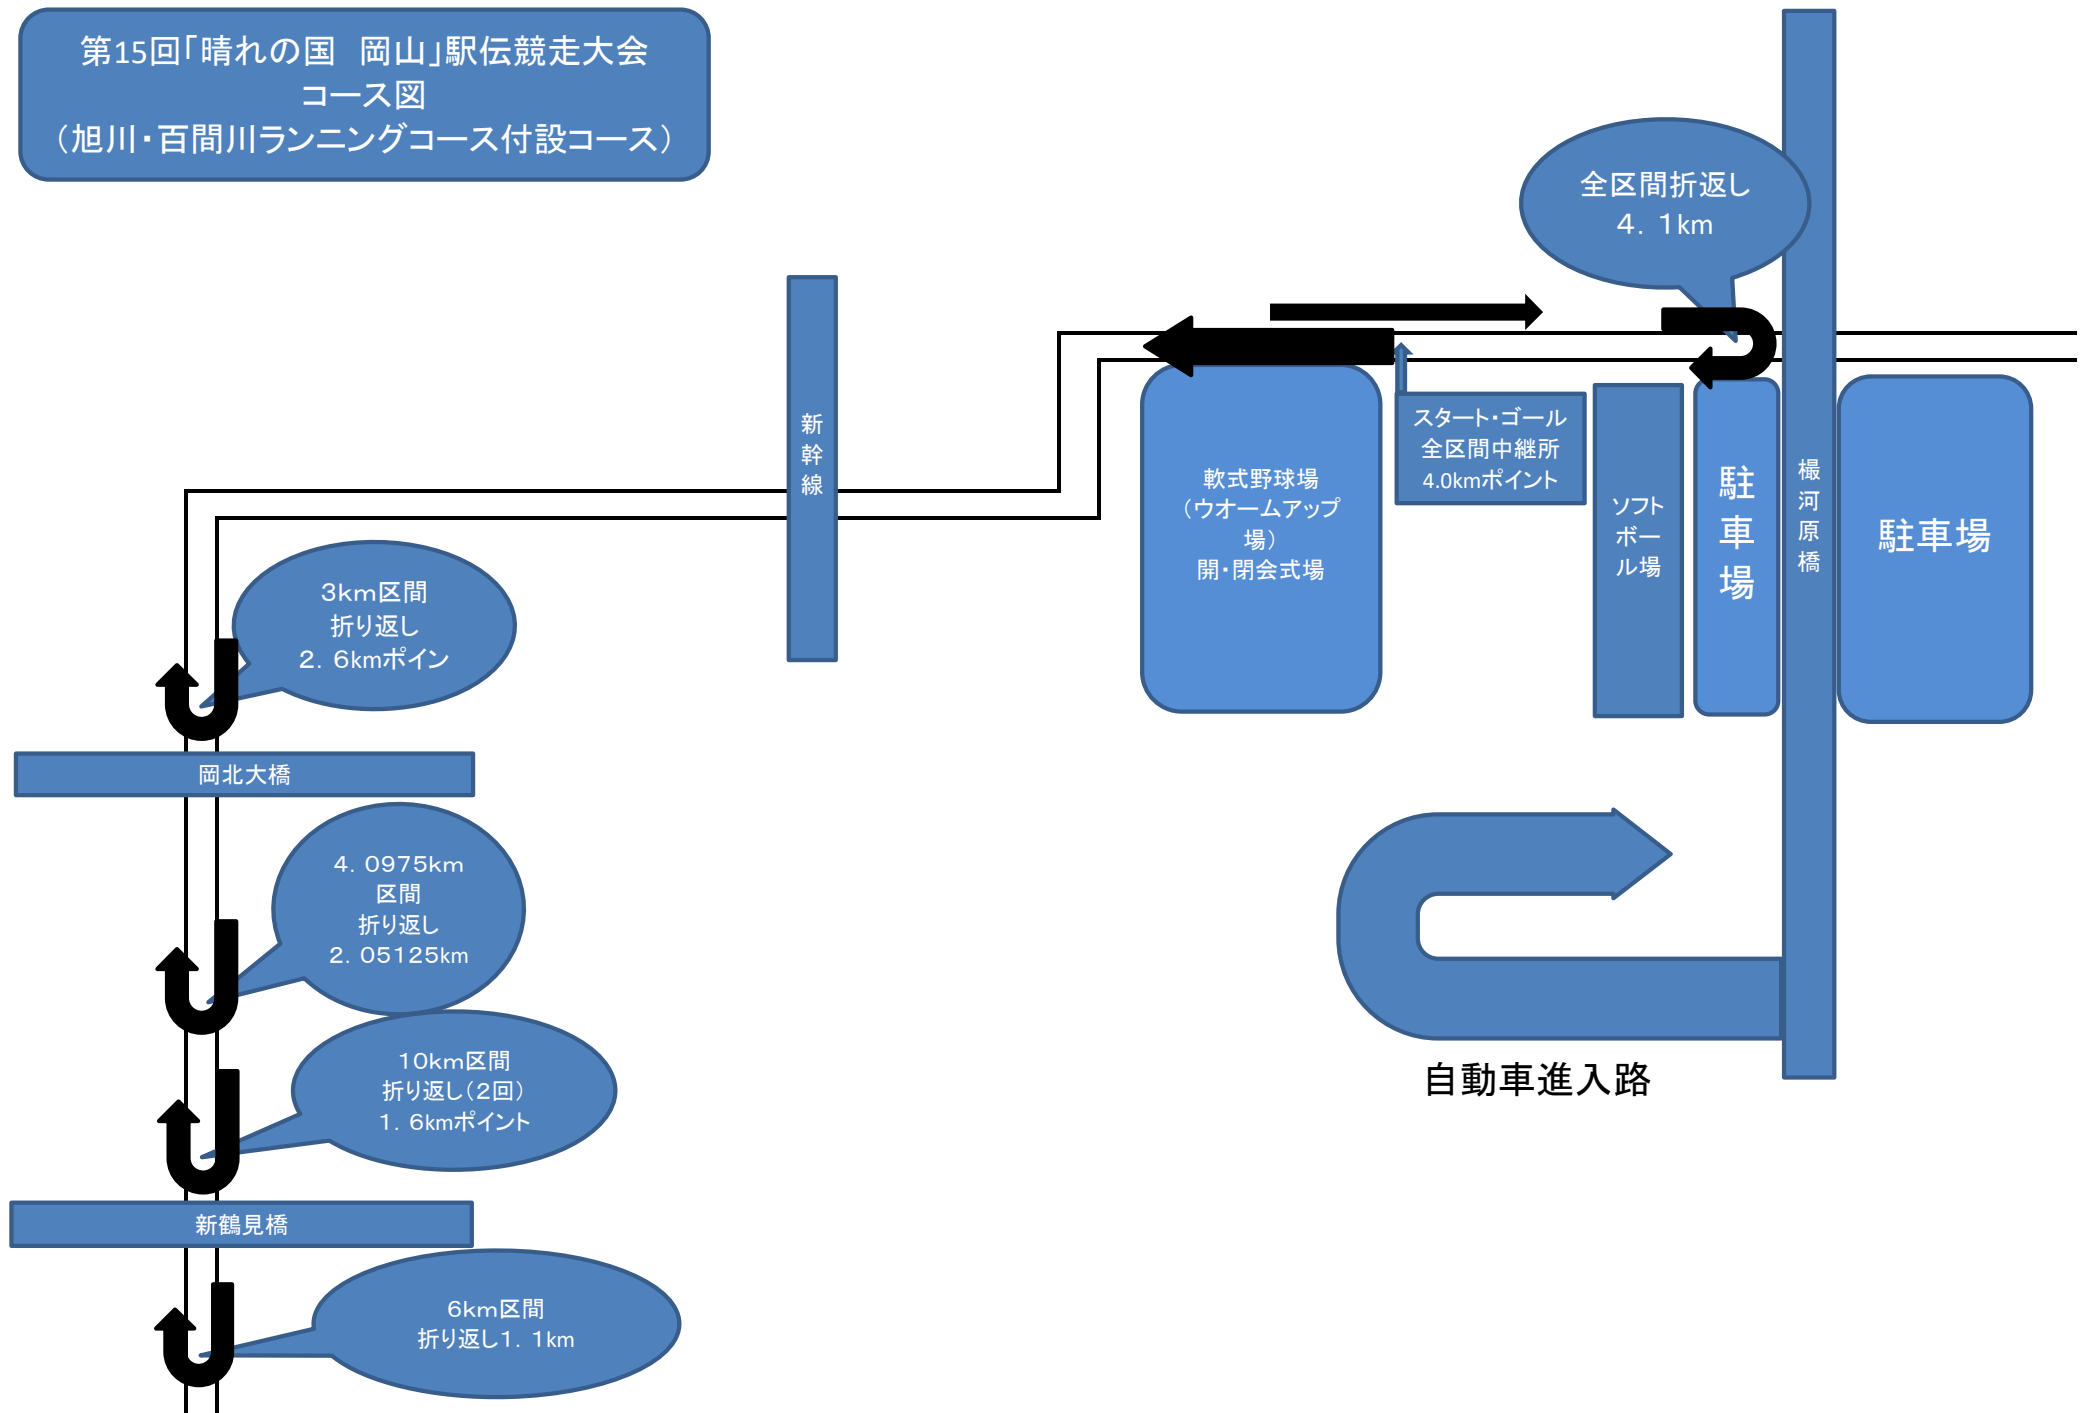 第15回「晴れの国　岡山」駅伝競走大会
コース図
（旭川・百間川ランニングコース付設コース）
全区間折返し
４．１km
新幹線
スタート・ゴール
全区間中継所
4.0kmポイント
軟式野球場
（ウオームアップ
場）
開・閉会式場
ソフト
ボー
ル場
駐車場
樋河原橋
駐車場
3ｋｍ区間
折り返し
２．６kmポイン
岡北大橋
４．０９７５ｋｍ
区間
折り返し
２．０５１２５km
１０ｋｍ区間
折り返し（２回）
１．６kmポイント
新鶴見橋
６ｋｍ区間
折り返し１．１km
自動車進入路